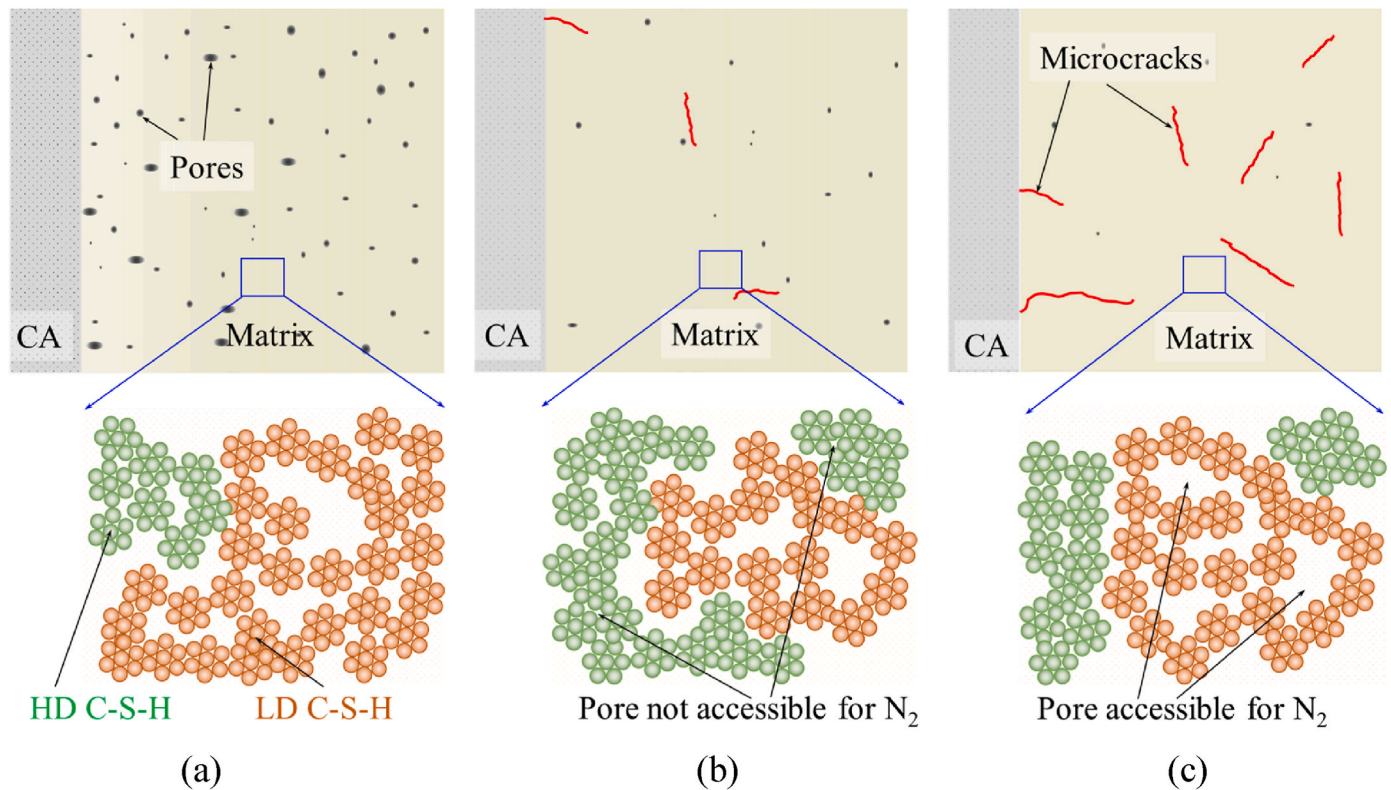 Pores
CA
Matrix
HD C-S-H
LD C-S-H
(a)
CA
Matrix
Pore not accessible for N₂
(b)
Microcracks
CA
Matrix
Pore accessible for N₂
(c)